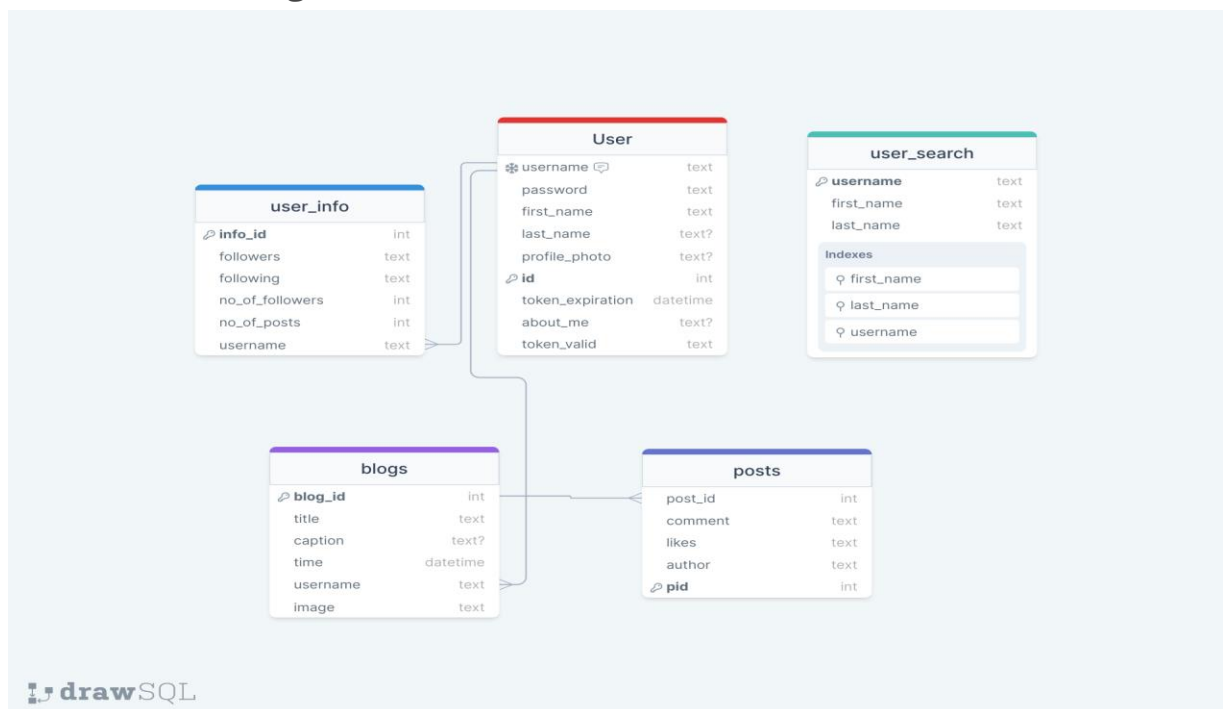 User
username text
password text
first_name text
last_name text?
profile_photo text?
id int
token_expiration datetime
about_me text?
token_valid text
user_search
username text
first_name text
last_name text
Indexes
first_name
last_name
username
user_info
info_id int
followers text
following text
no_of_followers int
no_of_posts int
username text
blogs
blog_id int
title text
caption text?
time datetime
username text
image text
posts
post_id int
comment text
likes text
author text
pid int
drawSQL